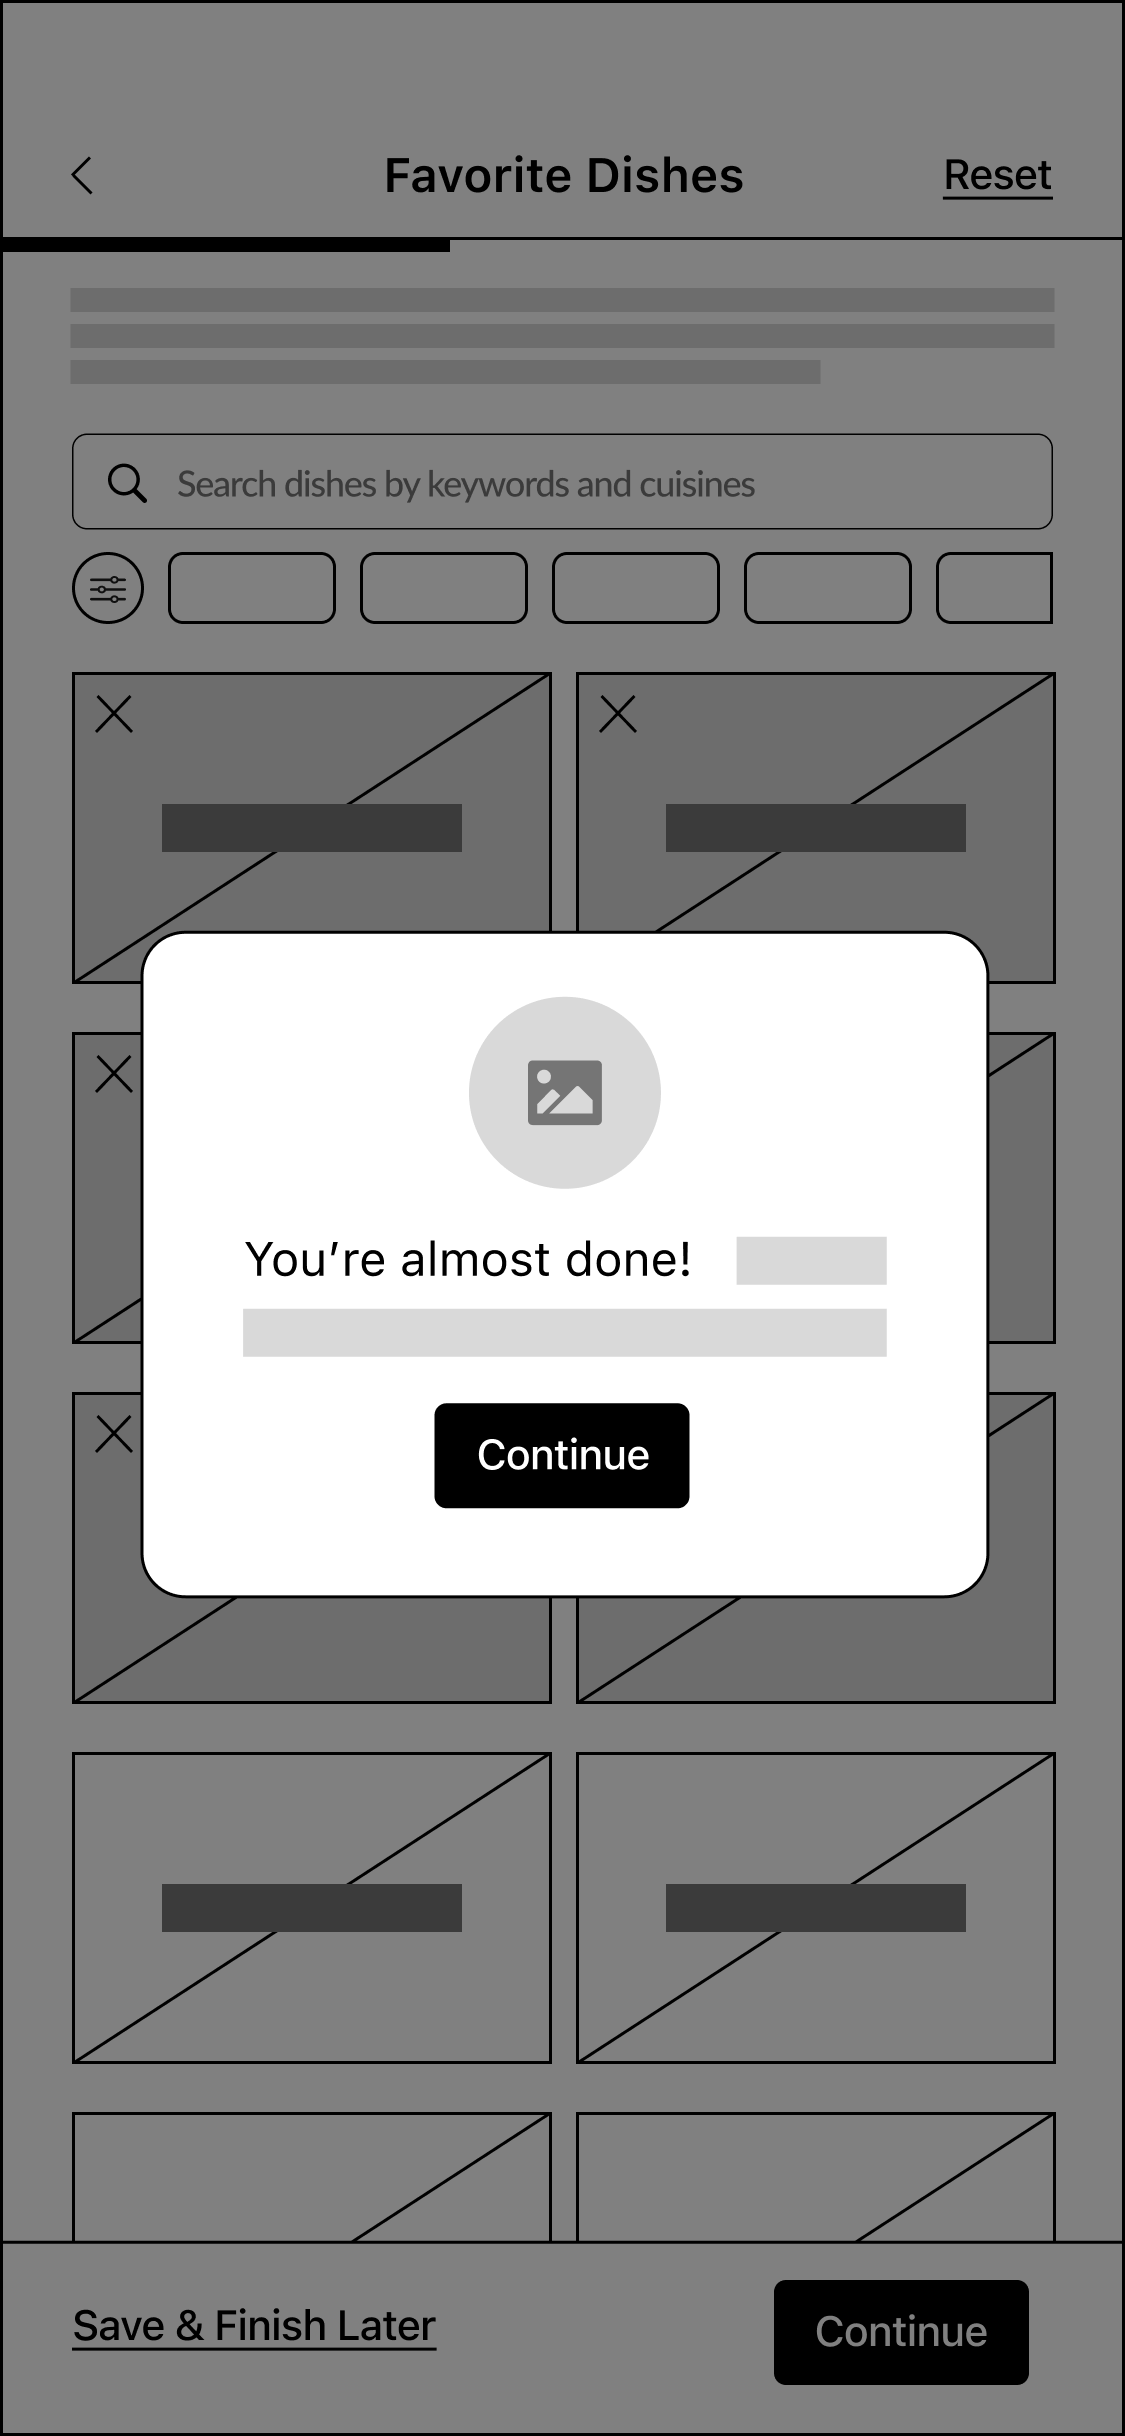 Favorite Dishes
Reset
Search dishes by keywords and cuisines
You’re almost done!
Continue
Save & Finish Later
Continue